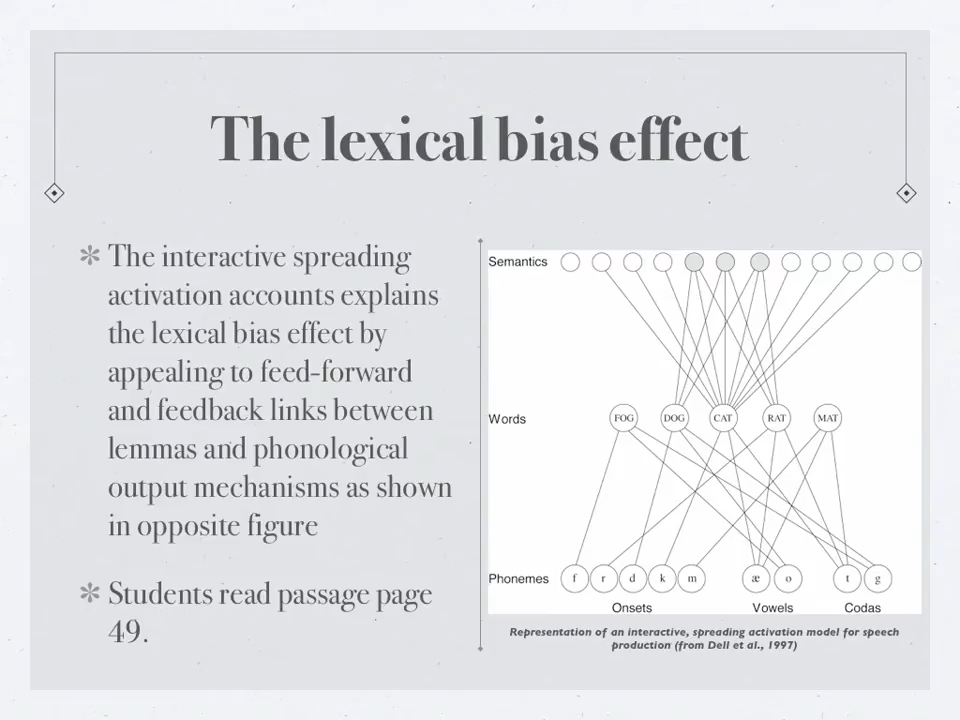 The lexical bias effect
✻ The interactive spreading
activation accounts explains
the lexical bias effect by
appealing to feed-forward
and feedback links between
lemmas and phonological
output mechanisms as shown
in opposite figure
✻ Students read passage page
49.
Semantics
Words FOG DOG CAT RAT MAT
Phonemes f r d k m æ o t g
Onsets Vowels Codas
Representation of an interactive, spreading activation model for speech
production (from Dell et al., 1997)